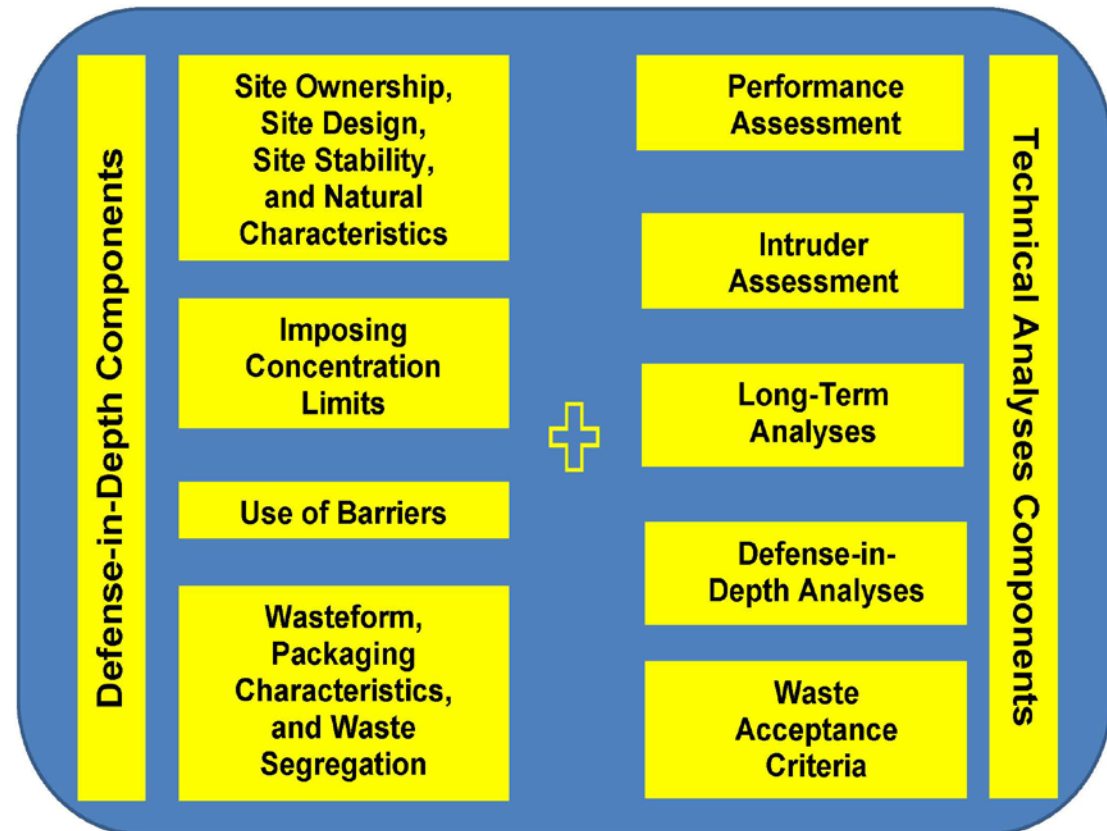 Defense-in-Depth Components
Site Ownership,
Site Design,
Site Stability,
and Natural
Characteristics
Imposing
Concentration
Limits
Use of Barriers
Wasteform,
Packaging
Characteristics,
and Waste
Segregation
Performance
Assessment
Intruder
Assessment
Long-Term
Analyses
Defense-in-
Depth Analyses
Waste
Acceptance
Criteria
Technical Analyses Components